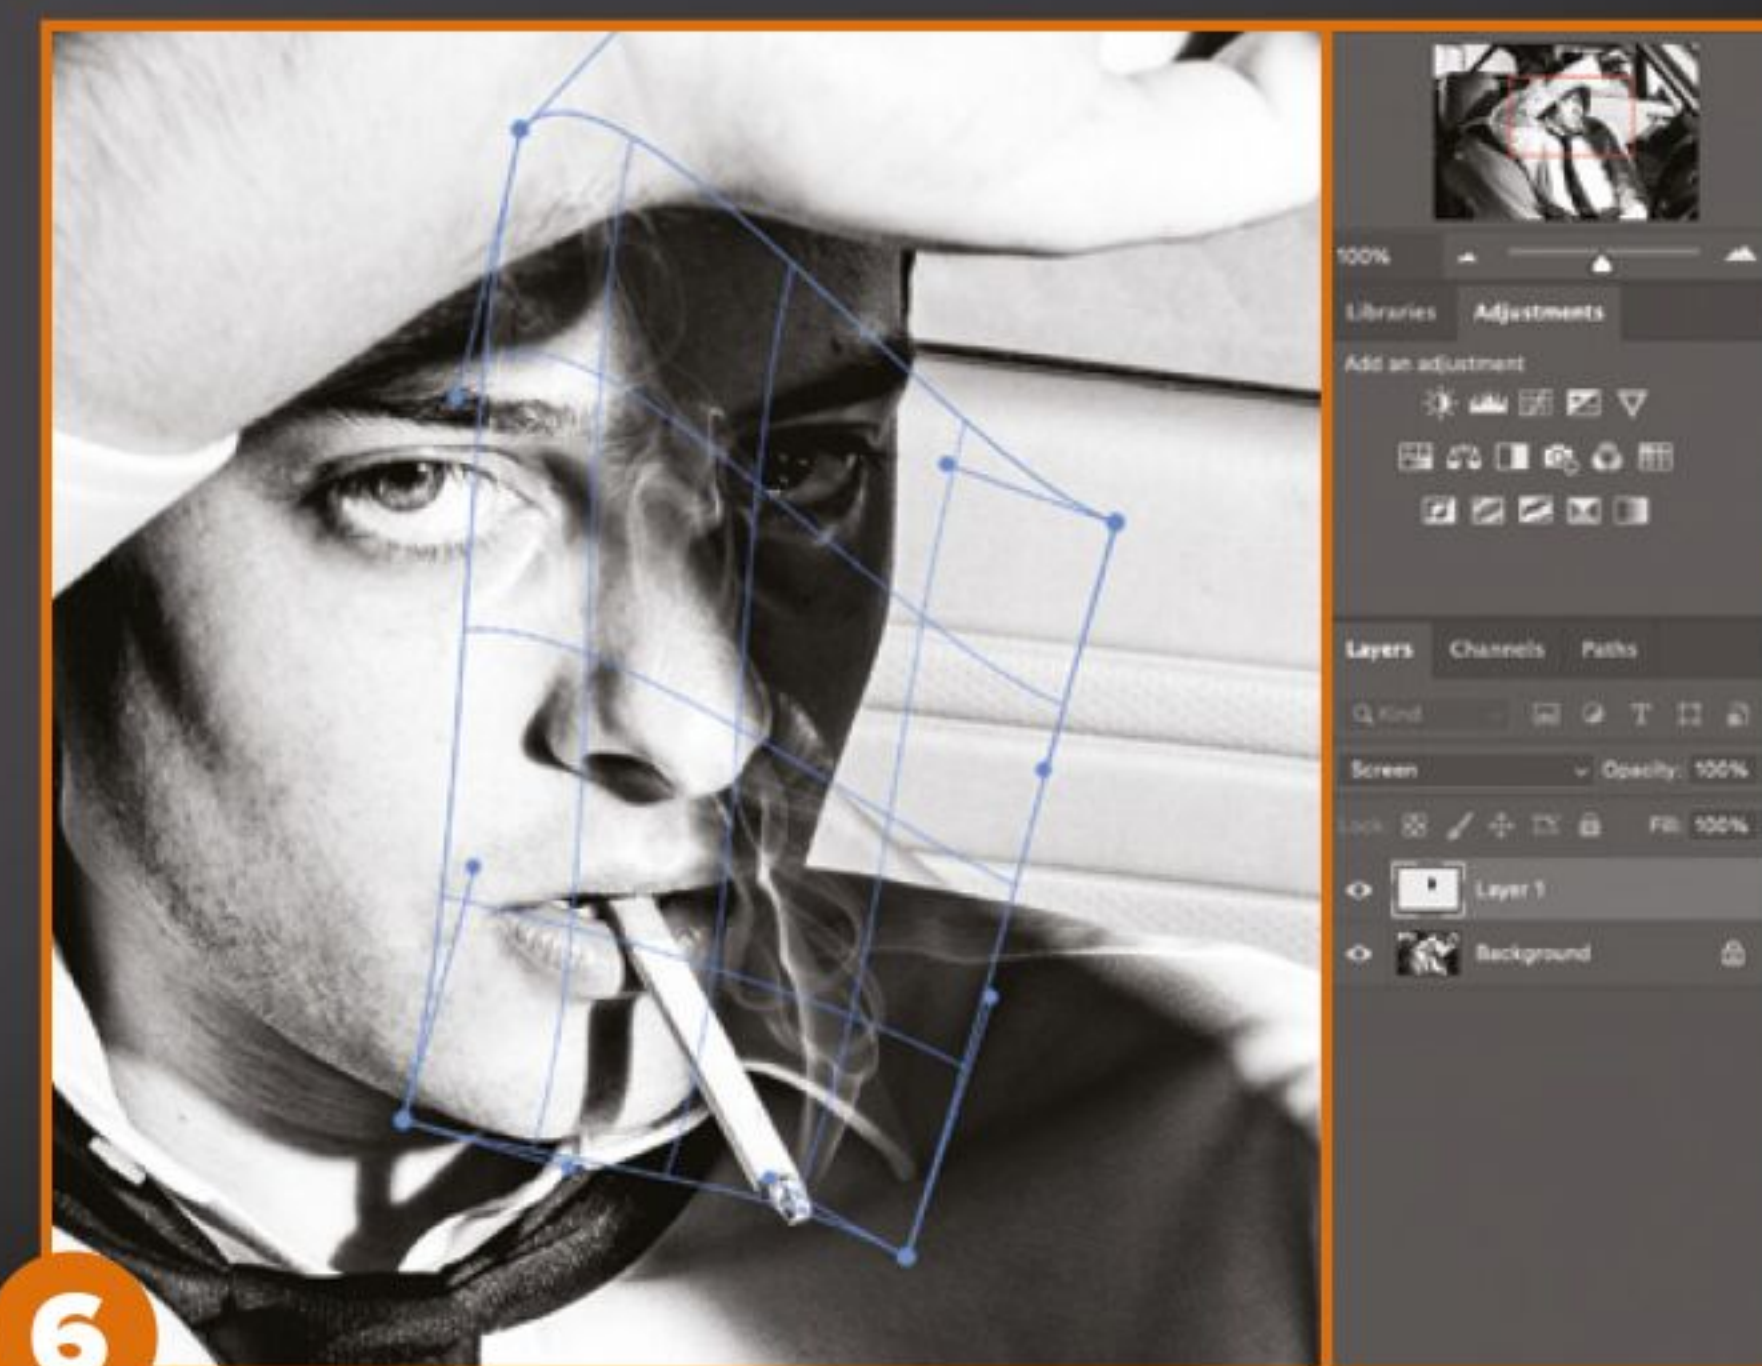 100%
Libraries Adjustments
Add an adjustment
Layers Channels Paths
Kind
Screen Opacity: 100%
Lock: Fill: 100%
Layer 1
Background
6